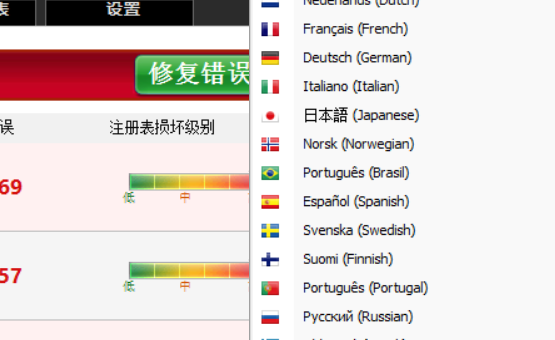 表
设置
修复错误
误
注册表损坏级别
69
低
中
57
低
中
Nederlands (Dutch)
Français (French)
Deutsch (German)
Italiano (Italian)
日本語 (Japanese)
Norsk (Norwegian)
Português (Brasil)
Español (Spanish)
Svenska (Swedish)
Suomi (Finnish)
Português (Portugal)
Русский (Russian)